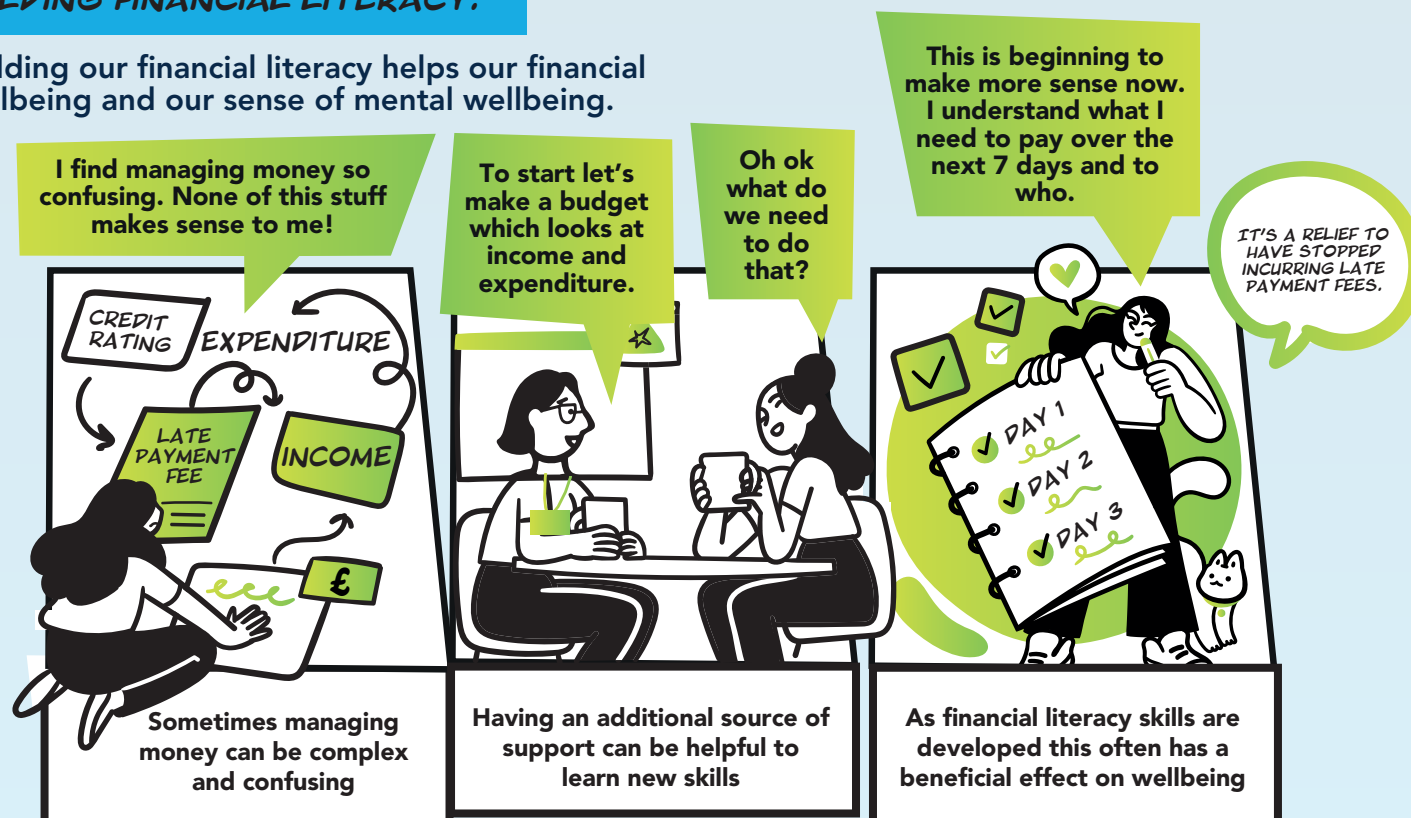 FINANCIAL LITERACY.
our financial literacy helps our financial
and our sense of mental wellbeing.
I find managing money so
confusing. None of this stuff
makes sense to me!
CREDIT
RATING
EXPENDITURE
LATE
PAYMENT
FEE
INCOME
£
Sometimes managing
money can be complex
and confusing
To start let's
make a budget
which looks at
income and
expenditure.
Oh ok
what do
we need
to do
that?
Having an additional source of
support can be helpful to
learn new skills
This is beginning to
make more sense now.
I understand what I
need to pay over the
next 7 days and to
who.
IT'S A RELIEF TO
HAVE STOPPED
INCURRING LATE
PAYMENT FEES.
DAY 1
DAY 2
DAY 3
As financial literacy skills are
developed this often has a
beneficial effect on wellbeing